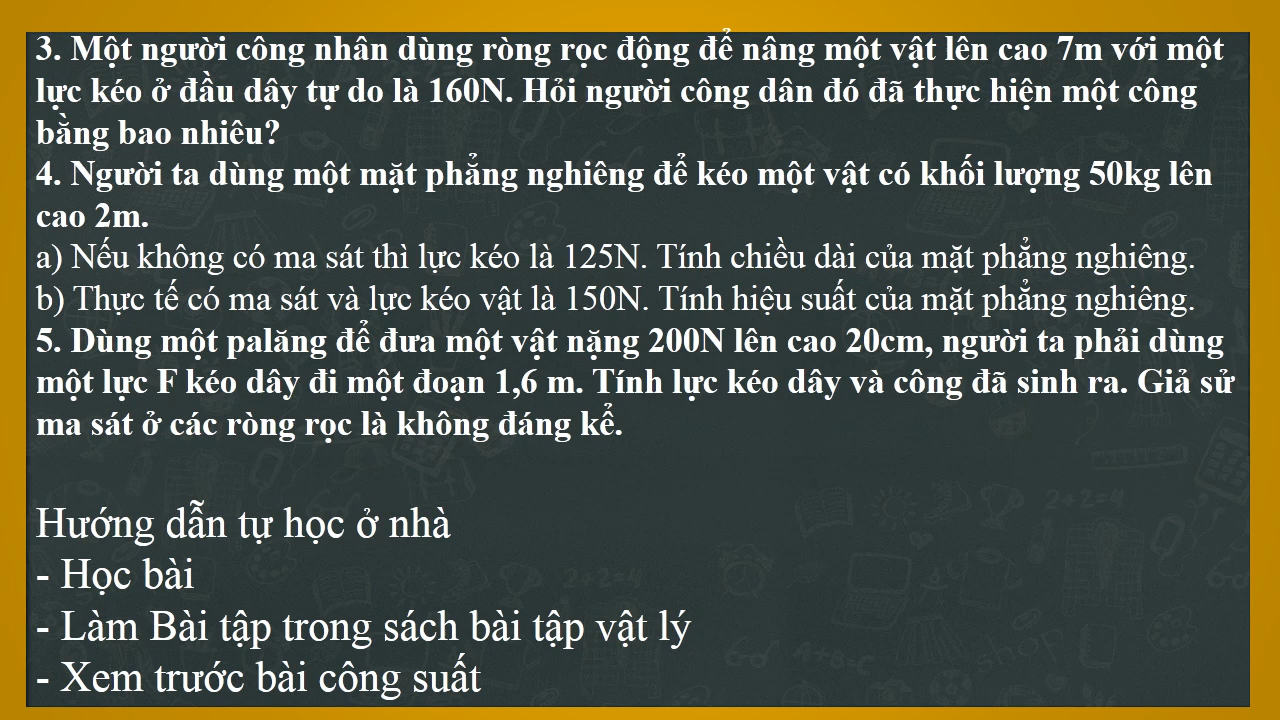 3. Một người công nhân dùng ròng rọc động để nâng một vật lên cao 7m với một
lực kéo ở đầu dây tự do là 160N. Hỏi người công dân đó đã thực hiện một công
bằng bao nhiêu?
4. Người ta dùng một mặt phẳng nghiêng để kéo một vật có khối lượng 50kg lên
cao 2m.
a) Nếu không có ma sát thì lực kéo là 125N. Tính chiều dài của mặt phẳng nghiêng.
b) Thực tế có ma sát và lực kéo vật là 150N. Tính hiệu suất của mặt phẳng nghiêng.
5. Dùng một palăng để đưa một vật nặng 200N lên cao 20cm, người ta phải dùng
một lực F kéo dây đi một đoạn 1,6 m. Tính lực kéo dây và công đã sinh ra. Giả sử
ma sát ở các ròng rọc là không đáng kể.
Hướng dẫn tự học ở nhà
- Học bài
- Làm Bài tập trong sách bài tập vật lý
- Xem trước bài công suất